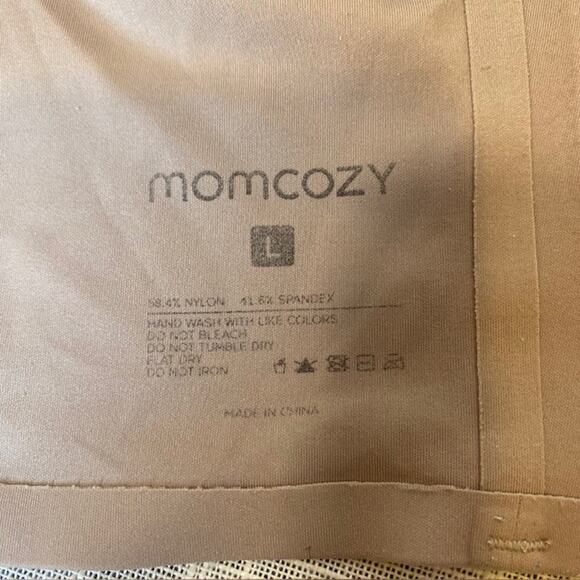 momcozy
L
58.4% NYLON 41.6% SPANDEX
HAND WASH WITH LIKE COLORS
DO NOT BLEACH
DO NOT TUMBLE DRY
FLAT DRY
DO NOT IRON
MADE IN CHINA